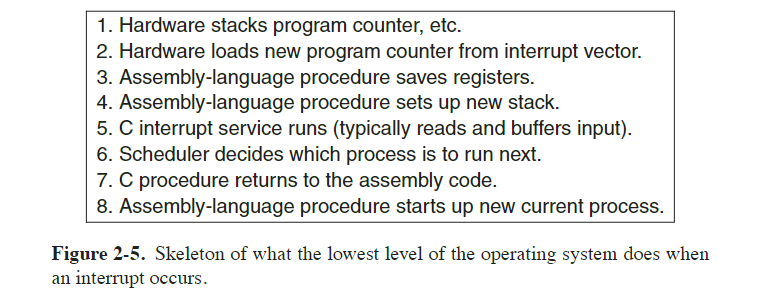 1. Hardware stacks program counter, etc.
2. Hardware loads new program counter from interrupt vector.
3. Assembly-language procedure saves registers.
4. Assembly-language procedure sets up new stack.
5. C interrupt service runs (typically reads and buffers input).
6. Scheduler decides which process is to run next.
7. C procedure returns to the assembly code.
8. Assembly-language procedure starts up new current process.
Figure 2-5. Skeleton of what the lowest level of the operating system does when
an interrupt occurs.